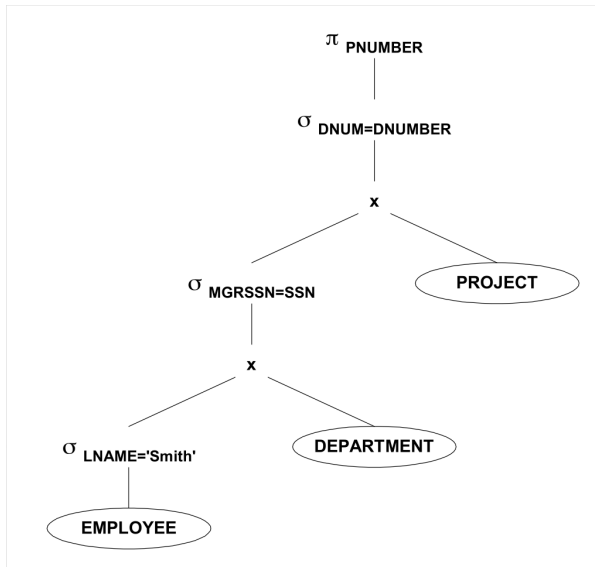 π PNUMBER
σ DNUM=DNUMBER
x
σ MGRSSN=SSN
PROJECT
x
σ LNAME='Smith'
DEPARTMENT
EMPLOYEE